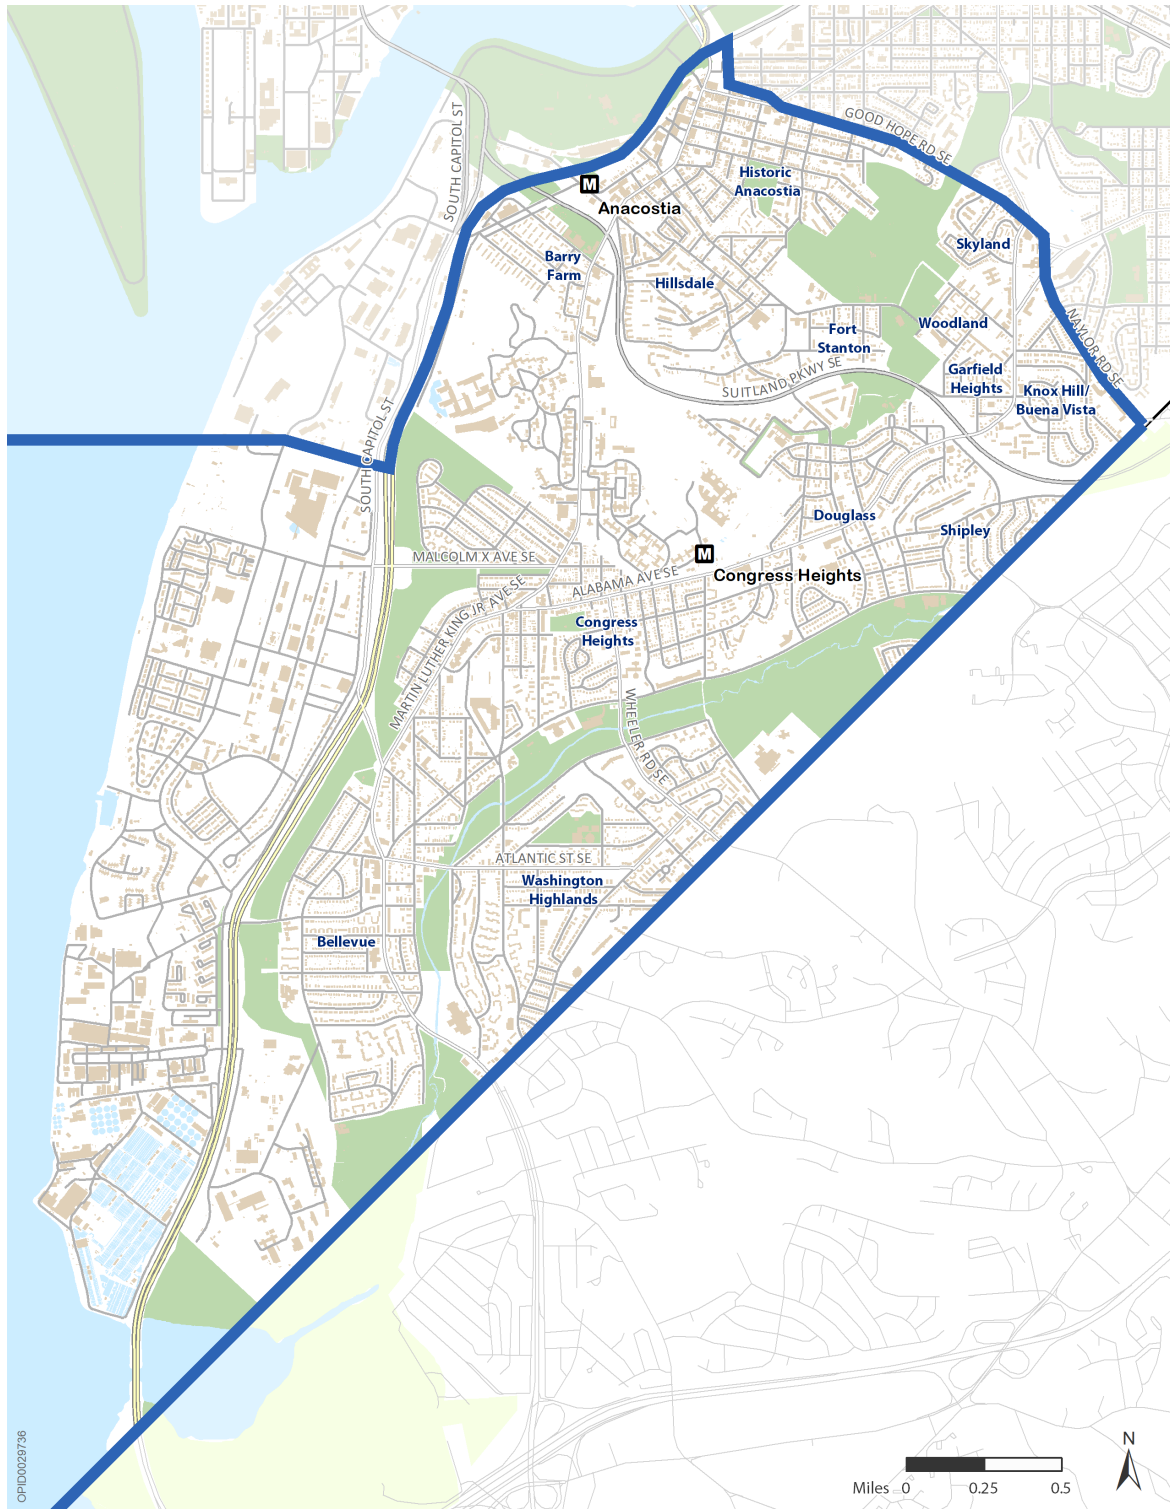 SOUTH CAPITOL ST
GOOD HOPE RD SE
M
Anacostia
Historic
Anacostia
Skyland
Barry
Farm
Hillsdale
NAYLOR RD SE
Woodland
Fort
Stanton
SUITLAND PKWY SE
Garfield
Heights
Knox Hill/
Buena Vista
SOUTH CAPITOL ST
Douglass
Shipley
MALCOLM X AVE SE
M
Congress Heights
ALABAMA AVE SE
MARTIN LUTHER KING JR AVE SE
Congress
Heights
WHEELER RD SE
ATLANTIC ST SE
Washington
Highlands
Bellevue
OPID0029736
N
Miles 0 0.25 0.5